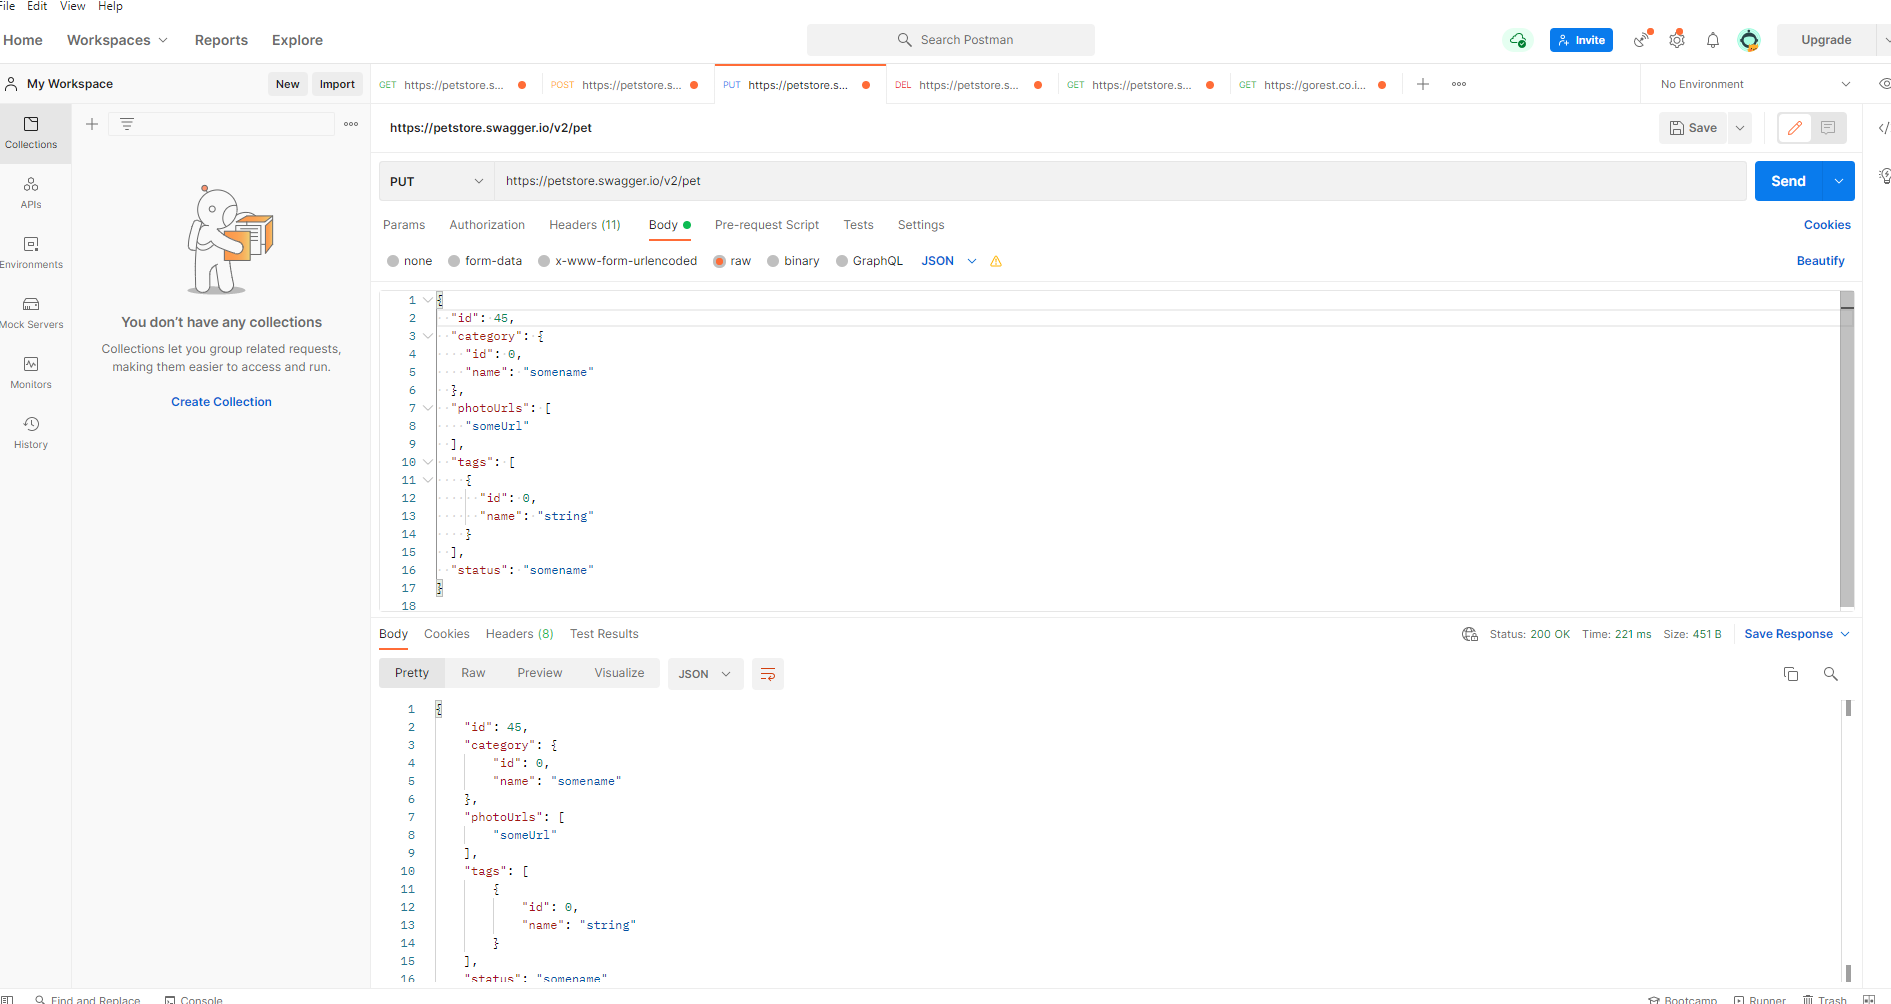 File Edit View Help
Home Workspaces Reports Explore
Search Postman
Invite
Upgrade
My Workspace
New Import
GET https://petstore.s...
POST https://petstore.s...
PUT https://petstore.s...
DEL https://petstore.s...
GET https://petstore.s...
GET https://gorest.co.i...
No Environment
Collections
APIs
Environments
Mock Servers
Monitors
History
You don't have any collections
Collections let you group related requests,
making them easier to access and run.
Create Collection
https://petstore.swagger.io/v2/pet
Save
PUT https://petstore.swagger.io/v2/pet
Send
Params Authorization Headers (11) Body Pre-request Script Tests Settings
Cookies
none form-data x-www-form-urlencoded raw binary GraphQL JSON
Beautify
1 {
2 "id": 45,
3 "category": {
4 "id": 0,
5 "name": "somename"
6 },
7 "photoUrls": [
8 "someUrl"
9 ],
10 "tags": [
11 {
12 "id": 0,
13 "name": "string"
14 }
15 ],
16 "status": "somename"
17 }
18
Body Cookies Headers (8) Test Results
Status: 200 OK Time: 221 ms Size: 451 B Save Response
Pretty Raw Preview Visualize JSON
1 {
2 "id": 45,
3 "category": {
4 "id": 0,
5 "name": "somename"
6 },
7 "photoUrls": [
8 "someUrl"
9 ],
10 "tags": [
11 {
12 "id": 0,
13 "name": "string"
14 }
15 ],
16 "status": "somename"
Find and Replace Console
Bootcamp Runner Trash